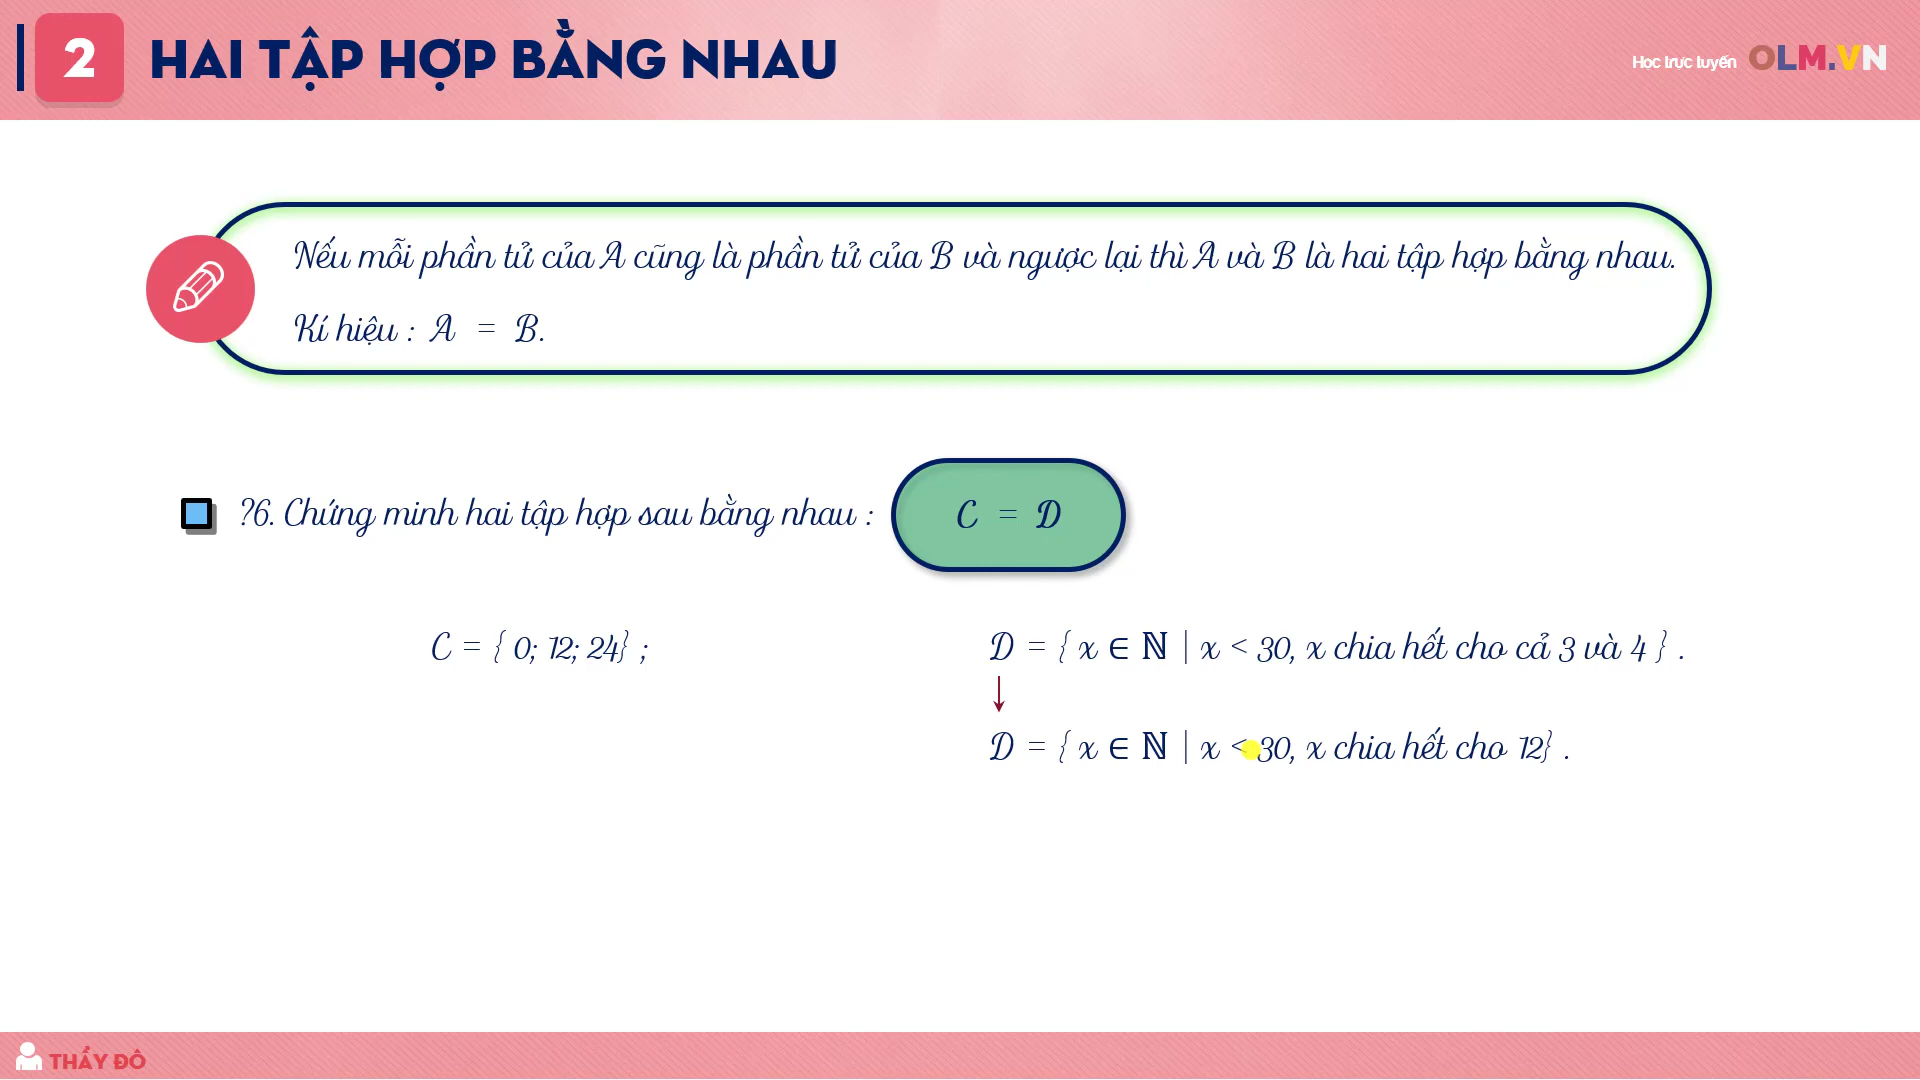 2 HAI TẬP HỢP BẰNG NHAU
Học trực tuyến OLM.VN
Nếu mỗi phần tử của A cũng là phần tử của B và ngược lại thì A và B là hai tập hợp bằng nhau.
Kí hiệu : A = B.
?6. Chứng minh hai tập hợp sau bằng nhau : C = D
C = { 0; 12; 24} ;
D = { x ∈ ℕ | x < 30, x chia hết cho cả 3 và 4 } .
D = { x ∈ ℕ | x < 30, x chia hết cho 12} .
THẦY ĐÔ